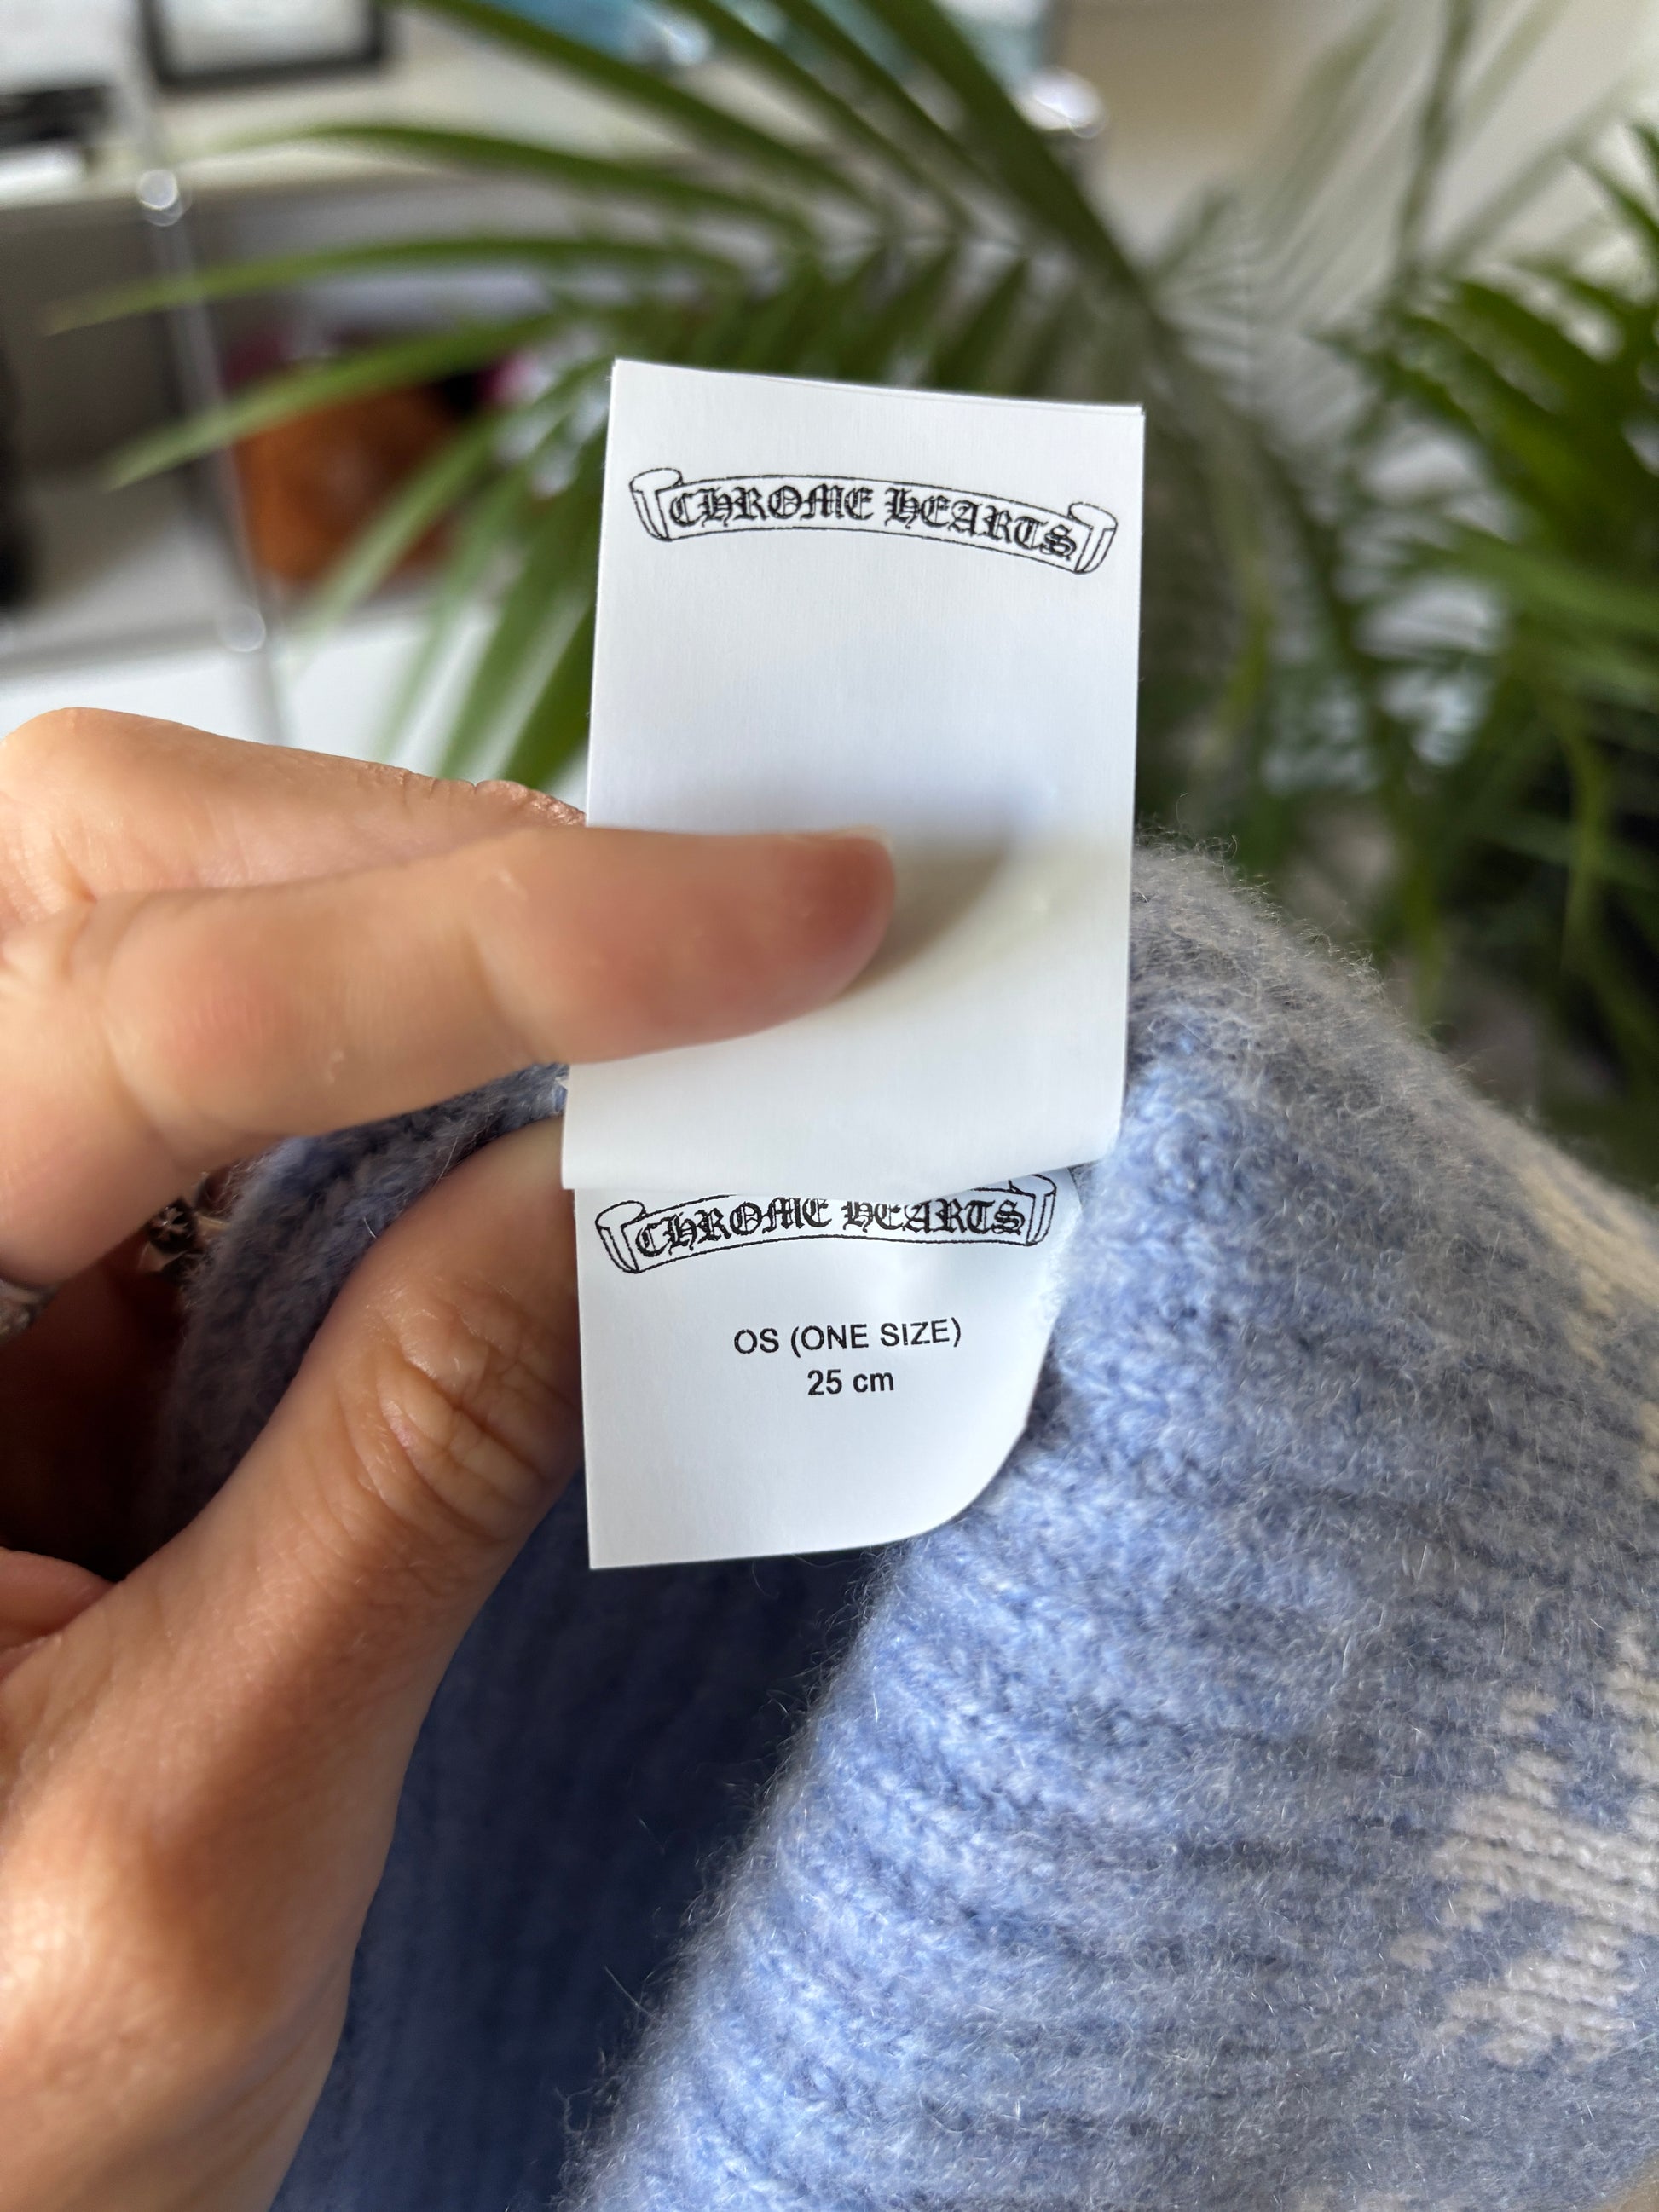 CHROME HEARTS
CHROME HEARTS
OS (ONE SIZE)
25 cm